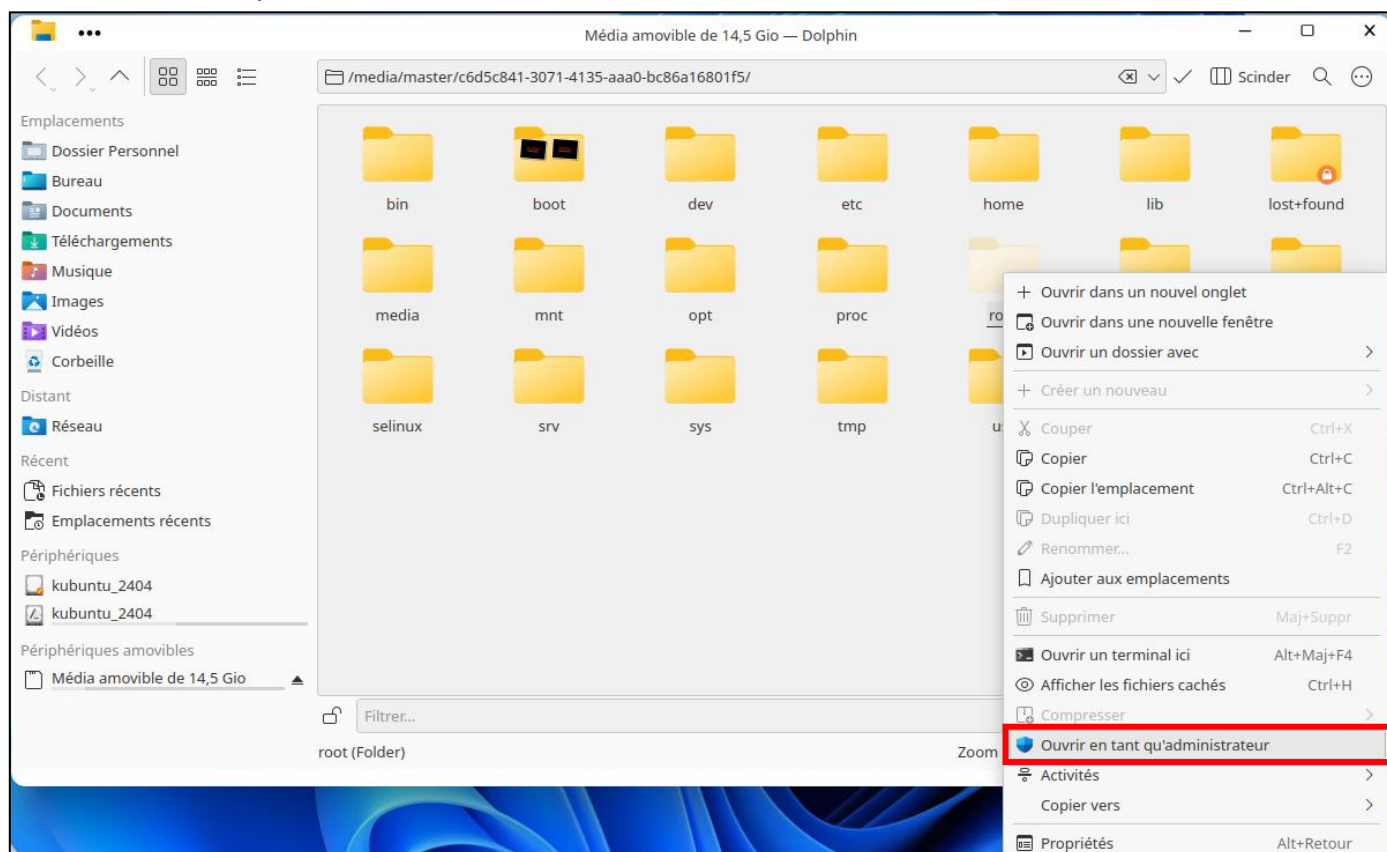 Média amovible de 14,5 Gio — Dolphin
/media/master/c6d5c841-3071-4135-aaa0-bc86a16801f5/
Scinder
Emplacements
Dossier Personnel
Bureau
Documents
Téléchargements
Musique
Images
Vidéos
Corbeille
Distant
Réseau
Récent
Fichiers récents
Emplacements récents
Périphériques
kubuntu_2404
kubuntu_2404
Périphériques amovibles
Média amovible de 14,5 Gio
bin boot dev etc home lib lost+found
media mnt opt proc
selinux srv sys tmp
Filtrer...
root (Folder) Zoom
Ouvrir dans un nouvel onglet
Ouvrir dans une nouvelle fenêtre
Ouvrir un dossier avec
Créer un nouveau
Couper Ctrl+X
Copier Ctrl+C
Copier l'emplacement Ctrl+Alt+C
Dupliquer ici Ctrl+D
Renommer... F2
Ajouter aux emplacements
Supprimer Maj+Suppr
Ouvrir un terminal ici Alt+Maj+F4
Afficher les fichiers cachés Ctrl+H
Compresser
Ouvrir en tant qu'administrateur
Activités
Copier vers
Propriétés Alt+Retour